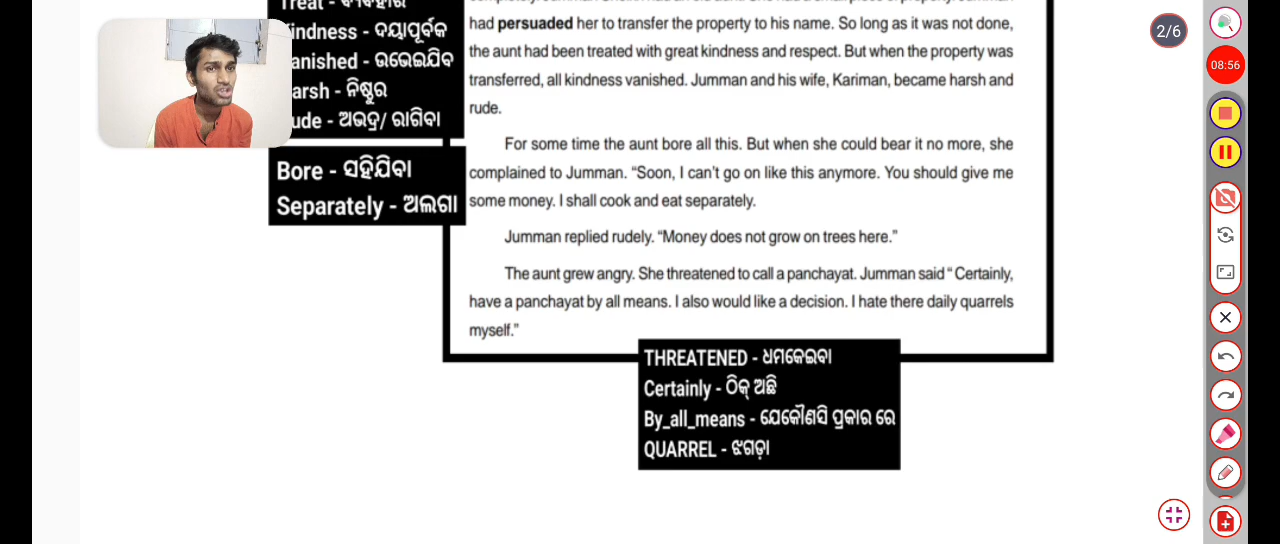 Treat - ବ୍ୟବହାର
indness - ଦୟାପୂର୍ବକ
anished - ଉଭେଇଯିବ
arsh - ନିଷ୍ଠୁର
ude - ଅଭଦ୍ର/ ରାଗିବା
Bore - ସହିଯିବା
Separately - ଅଲଗା
had persuaded her to transfer the property to his name. So long as it was not done,
the aunt had been treated with great kindness and respect. But when the property was
transferred, all kindness vanished. Jumman and his wife, Kariman, became harsh and
rude.
For some time the aunt bore all this. But when she could bear it no more, she
complained to Jumman. “Soon, I can't go on like this anymore. You should give me
some money. I shall cook and eat separately.
Jumman replied rudely. “Money does not grow on trees here.”
The aunt grew angry. She threatened to call a panchayat. Jumman said “ Certainly,
have a panchayat by all means. I also would like a decision. I hate there daily quarrels
myself.”
THREATENED - ଧମକେଇବା
Certainly - ଠିକ୍ ଅଛି
By_all_means - ଯେକୌଣସି ପ୍ରକାର ରେ
QUARREL - ଝଗଡ଼ା
2/6
08:56